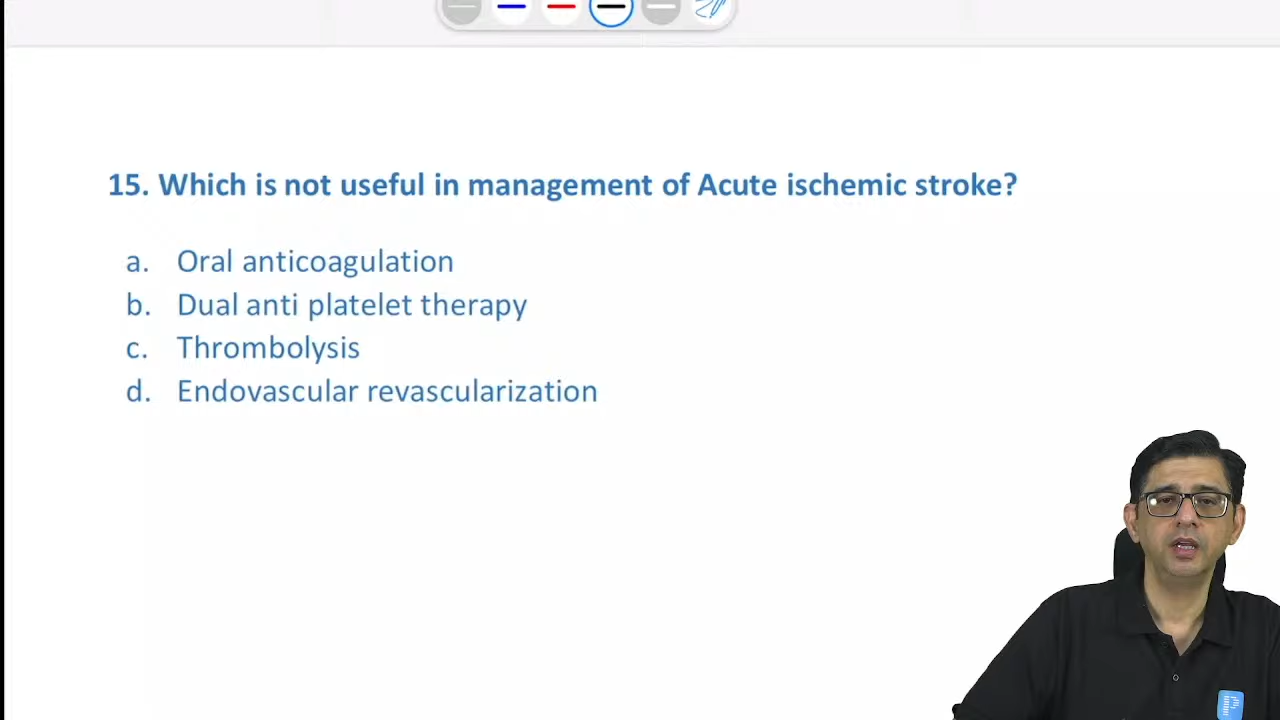 15. Which is not useful in management of Acute ischemic stroke?
a. Oral anticoagulation
b. Dual anti platelet therapy
c. Thrombolysis
d. Endovascular revascularization